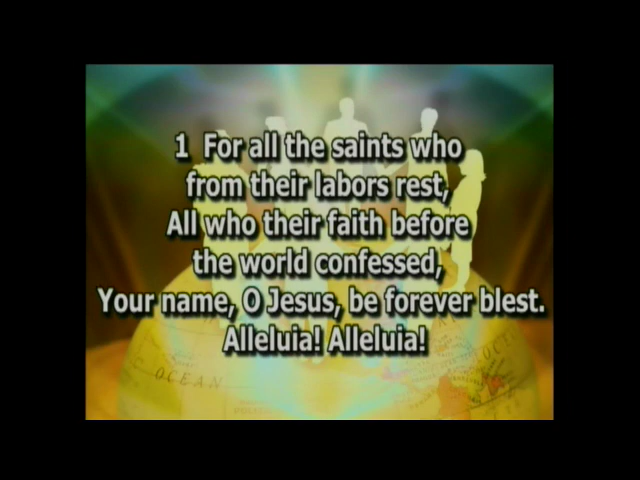 1 For all the saints who
from their labors rest,
All who their faith before
the world confessed,
Your name, O Jesus, be forever blest.
Alleluia! Alleluia!
OCEAN